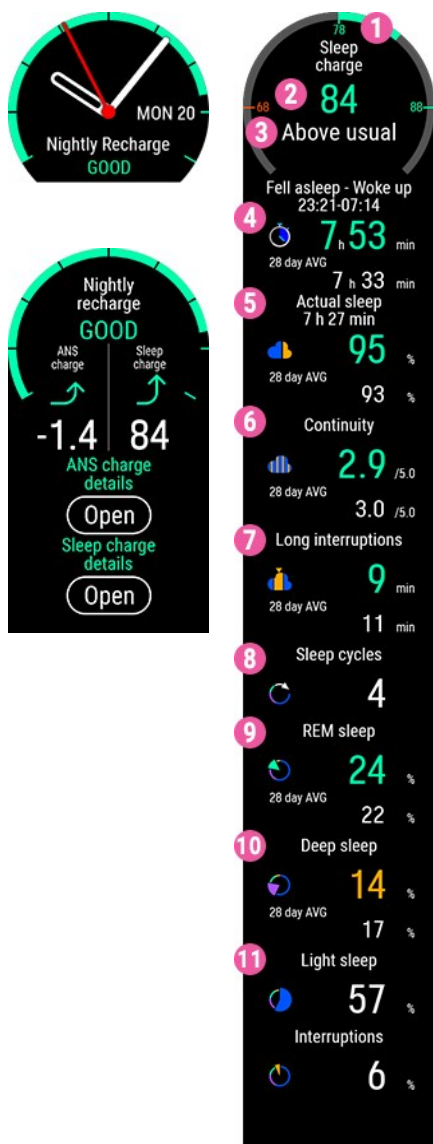 MON 20
Nightly Recharge
GOOD
Nightly
recharge
GOOD
ANS
charge
Sleep
charge
-1.4
84
ANS charge
details
Open
Sleep charge
details
Open
1
78
Sleep
charge
2
84
68
88
3
Above usual
Fell asleep - Woke up
23:21-07:14
4
7 h 53 min
28 day AVG
7 h 33 min
5
Actual sleep
7 h 27 min
95 %
28 day AVG
93 %
6
Continuity
2.9 /5.0
28 day AVG
3.0 /5.0
7
Long interruptions
9 min
28 day AVG
11 min
8
Sleep cycles
4
9
REM sleep
24 %
28 day AVG
22 %
10
Deep sleep
14 %
28 day AVG
17 %
11
Light sleep
57 %
Interruptions
6 %